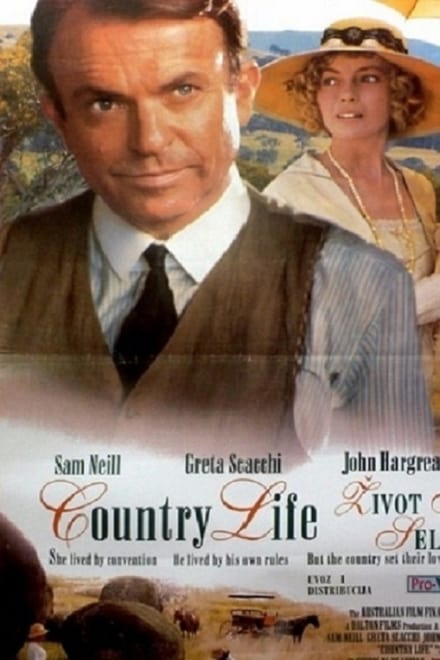 Sam Neill Greta Scacchi John Hargrea
Country Life ŽIVOT
SEL
She lived by convention He lived by his own rules But the country set their lov
UVOZ I
DISTRIBUCIJA
Pro-
THE AUSTRALIAN FILM FINA
A DALTONFILMS Production
SAM NEILL GRETA SCACCHI JOHN
"COUNTRY LIFE"